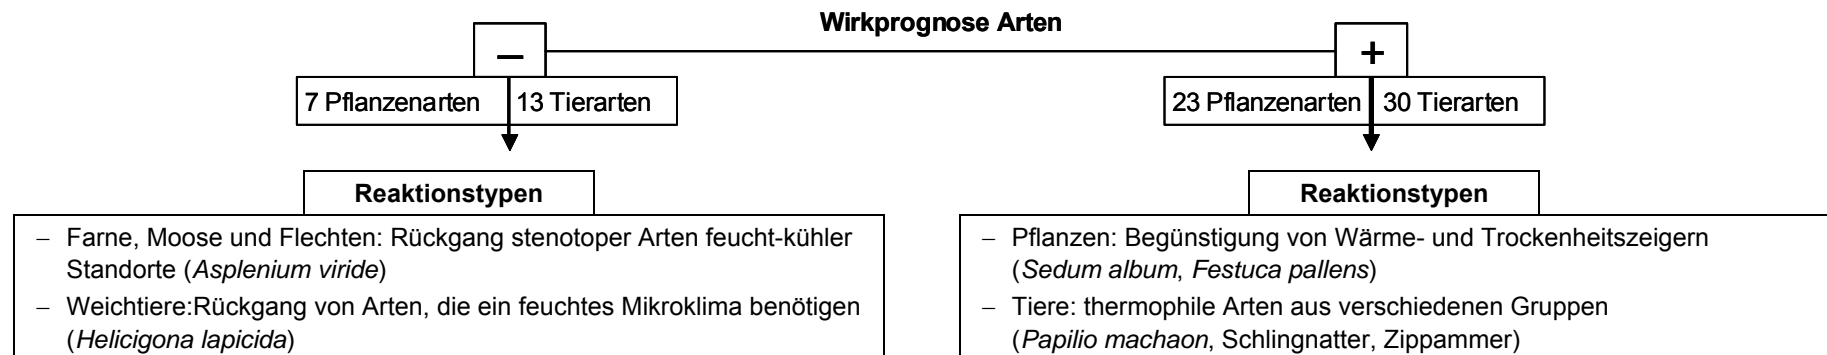 Wirkprognose Arten
–
+
7 Pflanzenarten
13 Tierarten
23 Pflanzenarten
30 Tierarten
Reaktionstypen
– Farne, Moose und Flechten: Rückgang stenotoper Arten feucht-kühler
Standorte (Asplenium viride)
– Weichtiere:Rückgang von Arten, die ein feuchtes Mikroklima benötigen
(Helicigona lapicida)
Reaktionstypen
– Pflanzen: Begünstigung von Wärme- und Trockenheitszeigern
(Sedum album, Festuca pallens)
– Tiere: thermophile Arten aus verschiedenen Gruppen
(Papilio machaon, Schlingnatter, Zippammer)